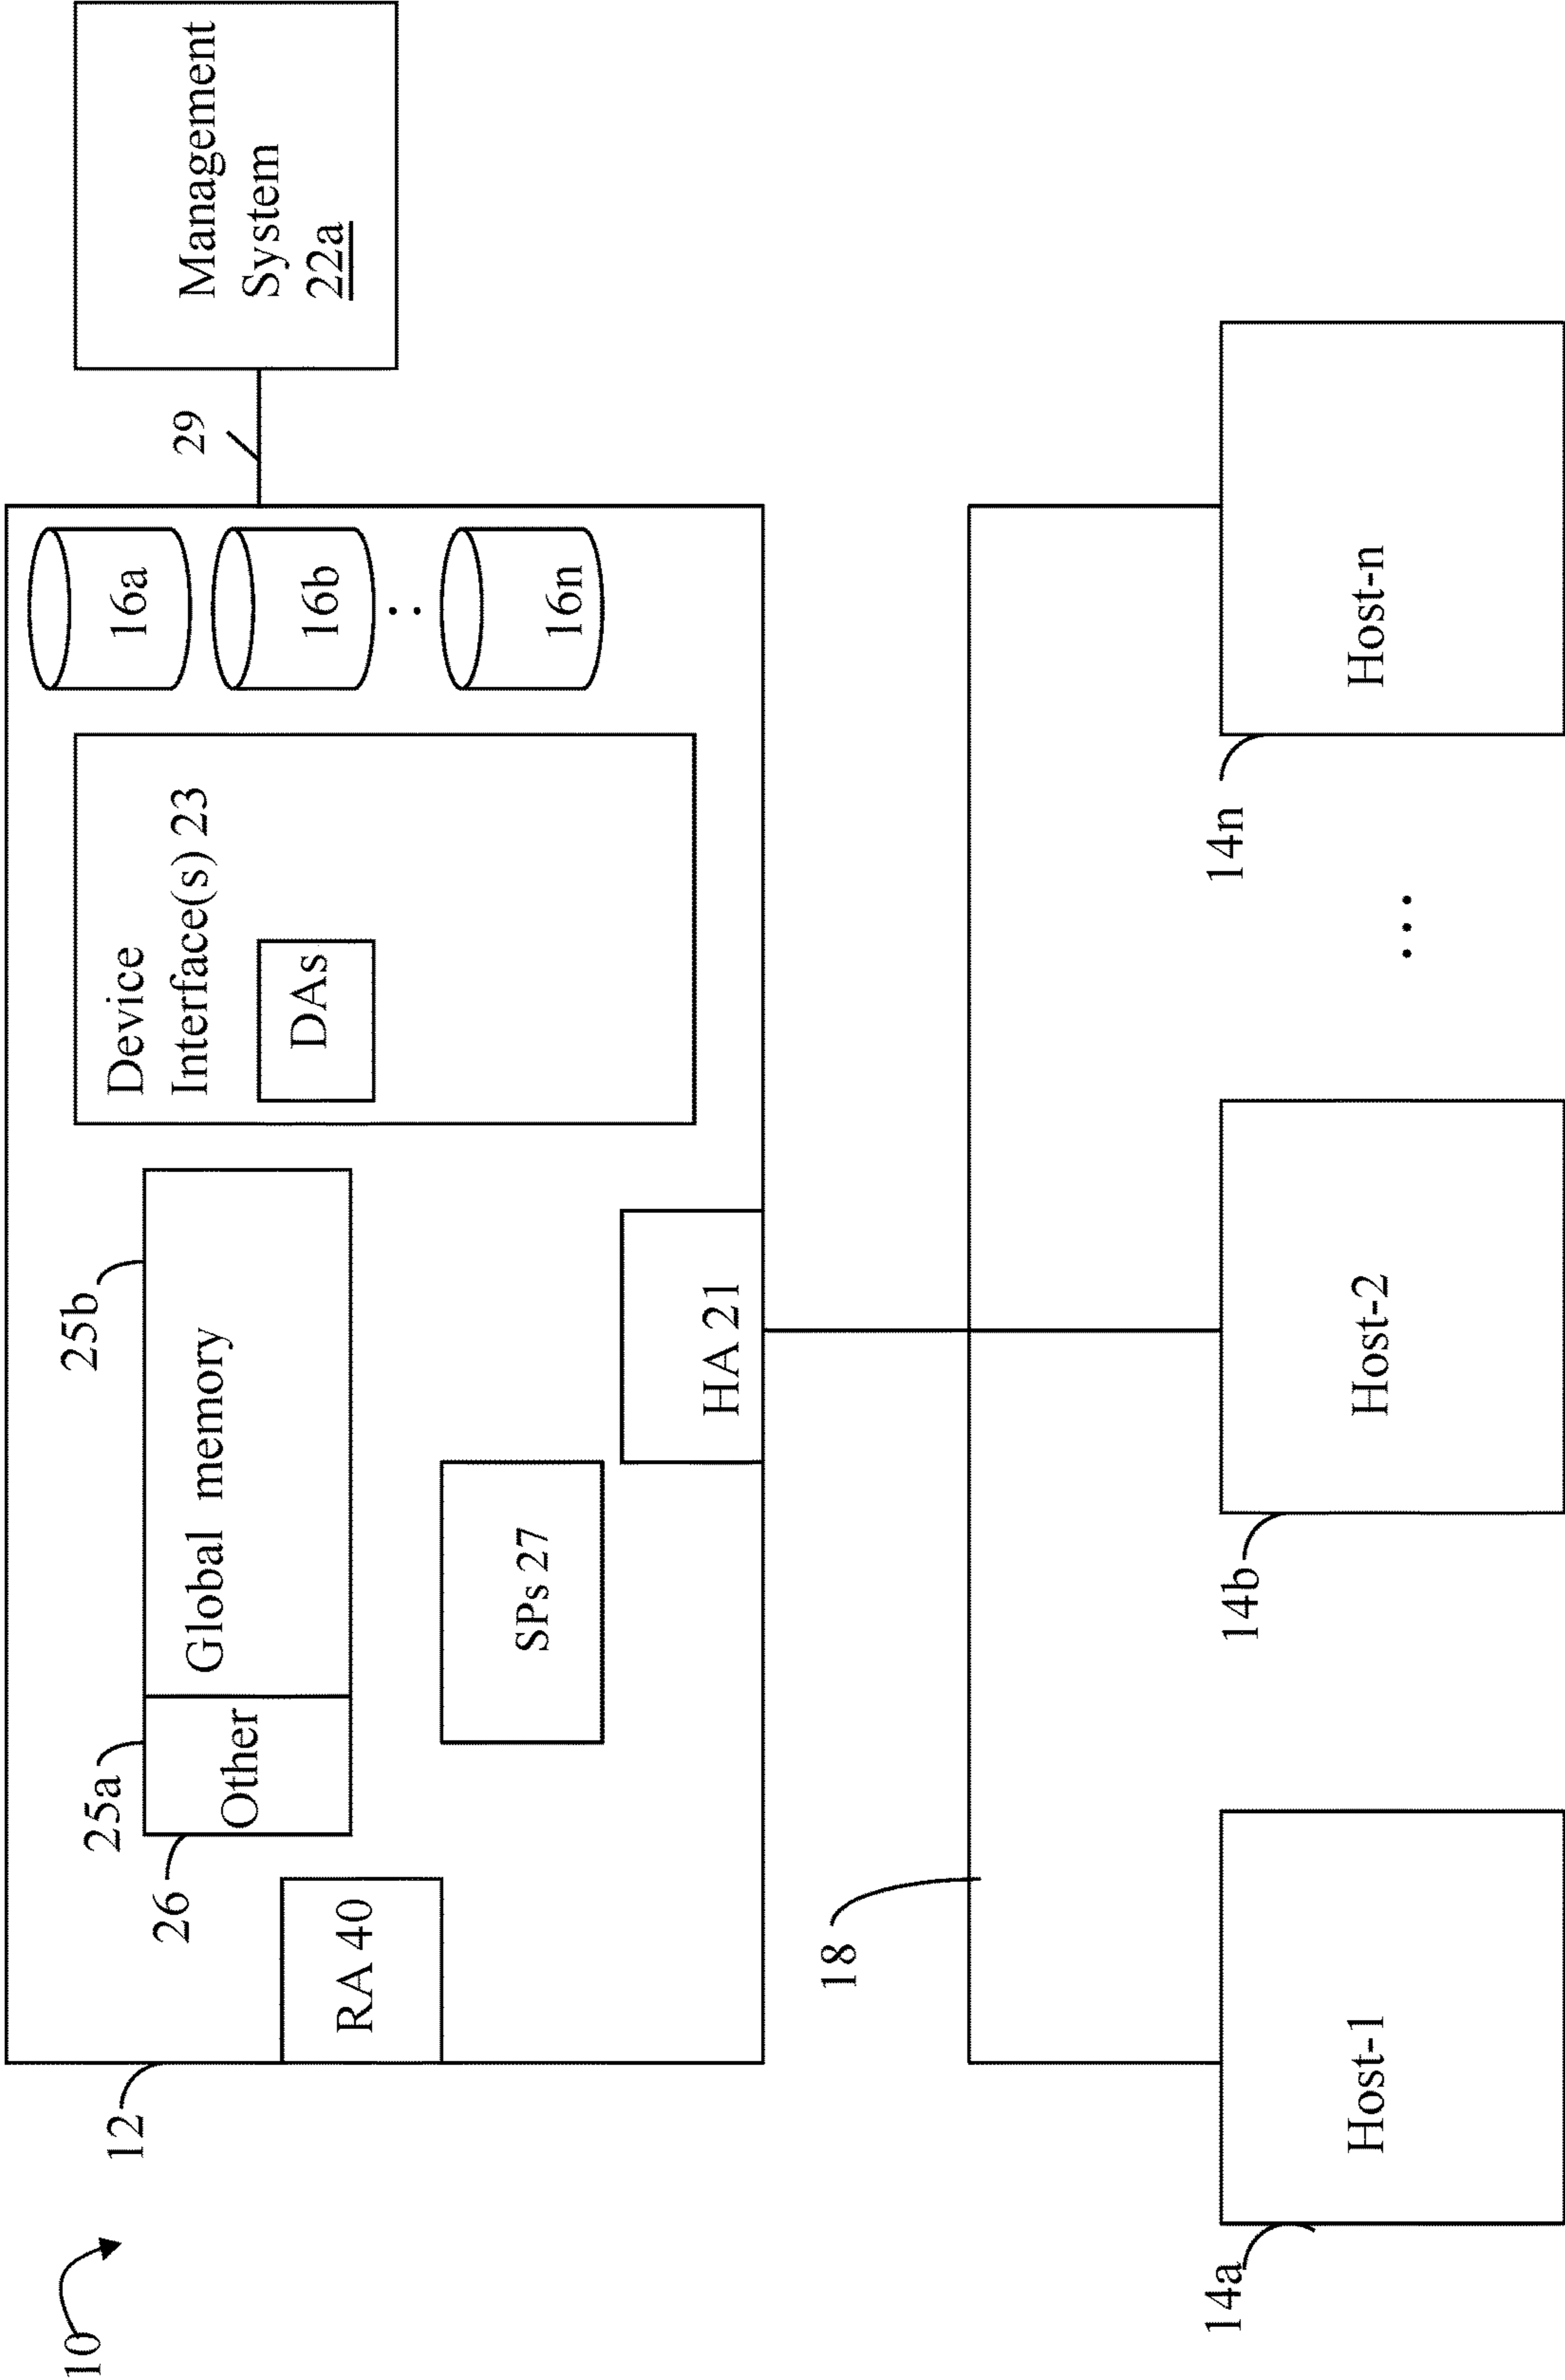 10
12
RA 40
26
25a
Other
25b
Global memory
SPs 27
HA 21
Device
Interface(s) 23
DAs
16a
16b
16n
29
Management
System
22a
18
14a
Host-1
14b
Host-2
...
14n
Host-n